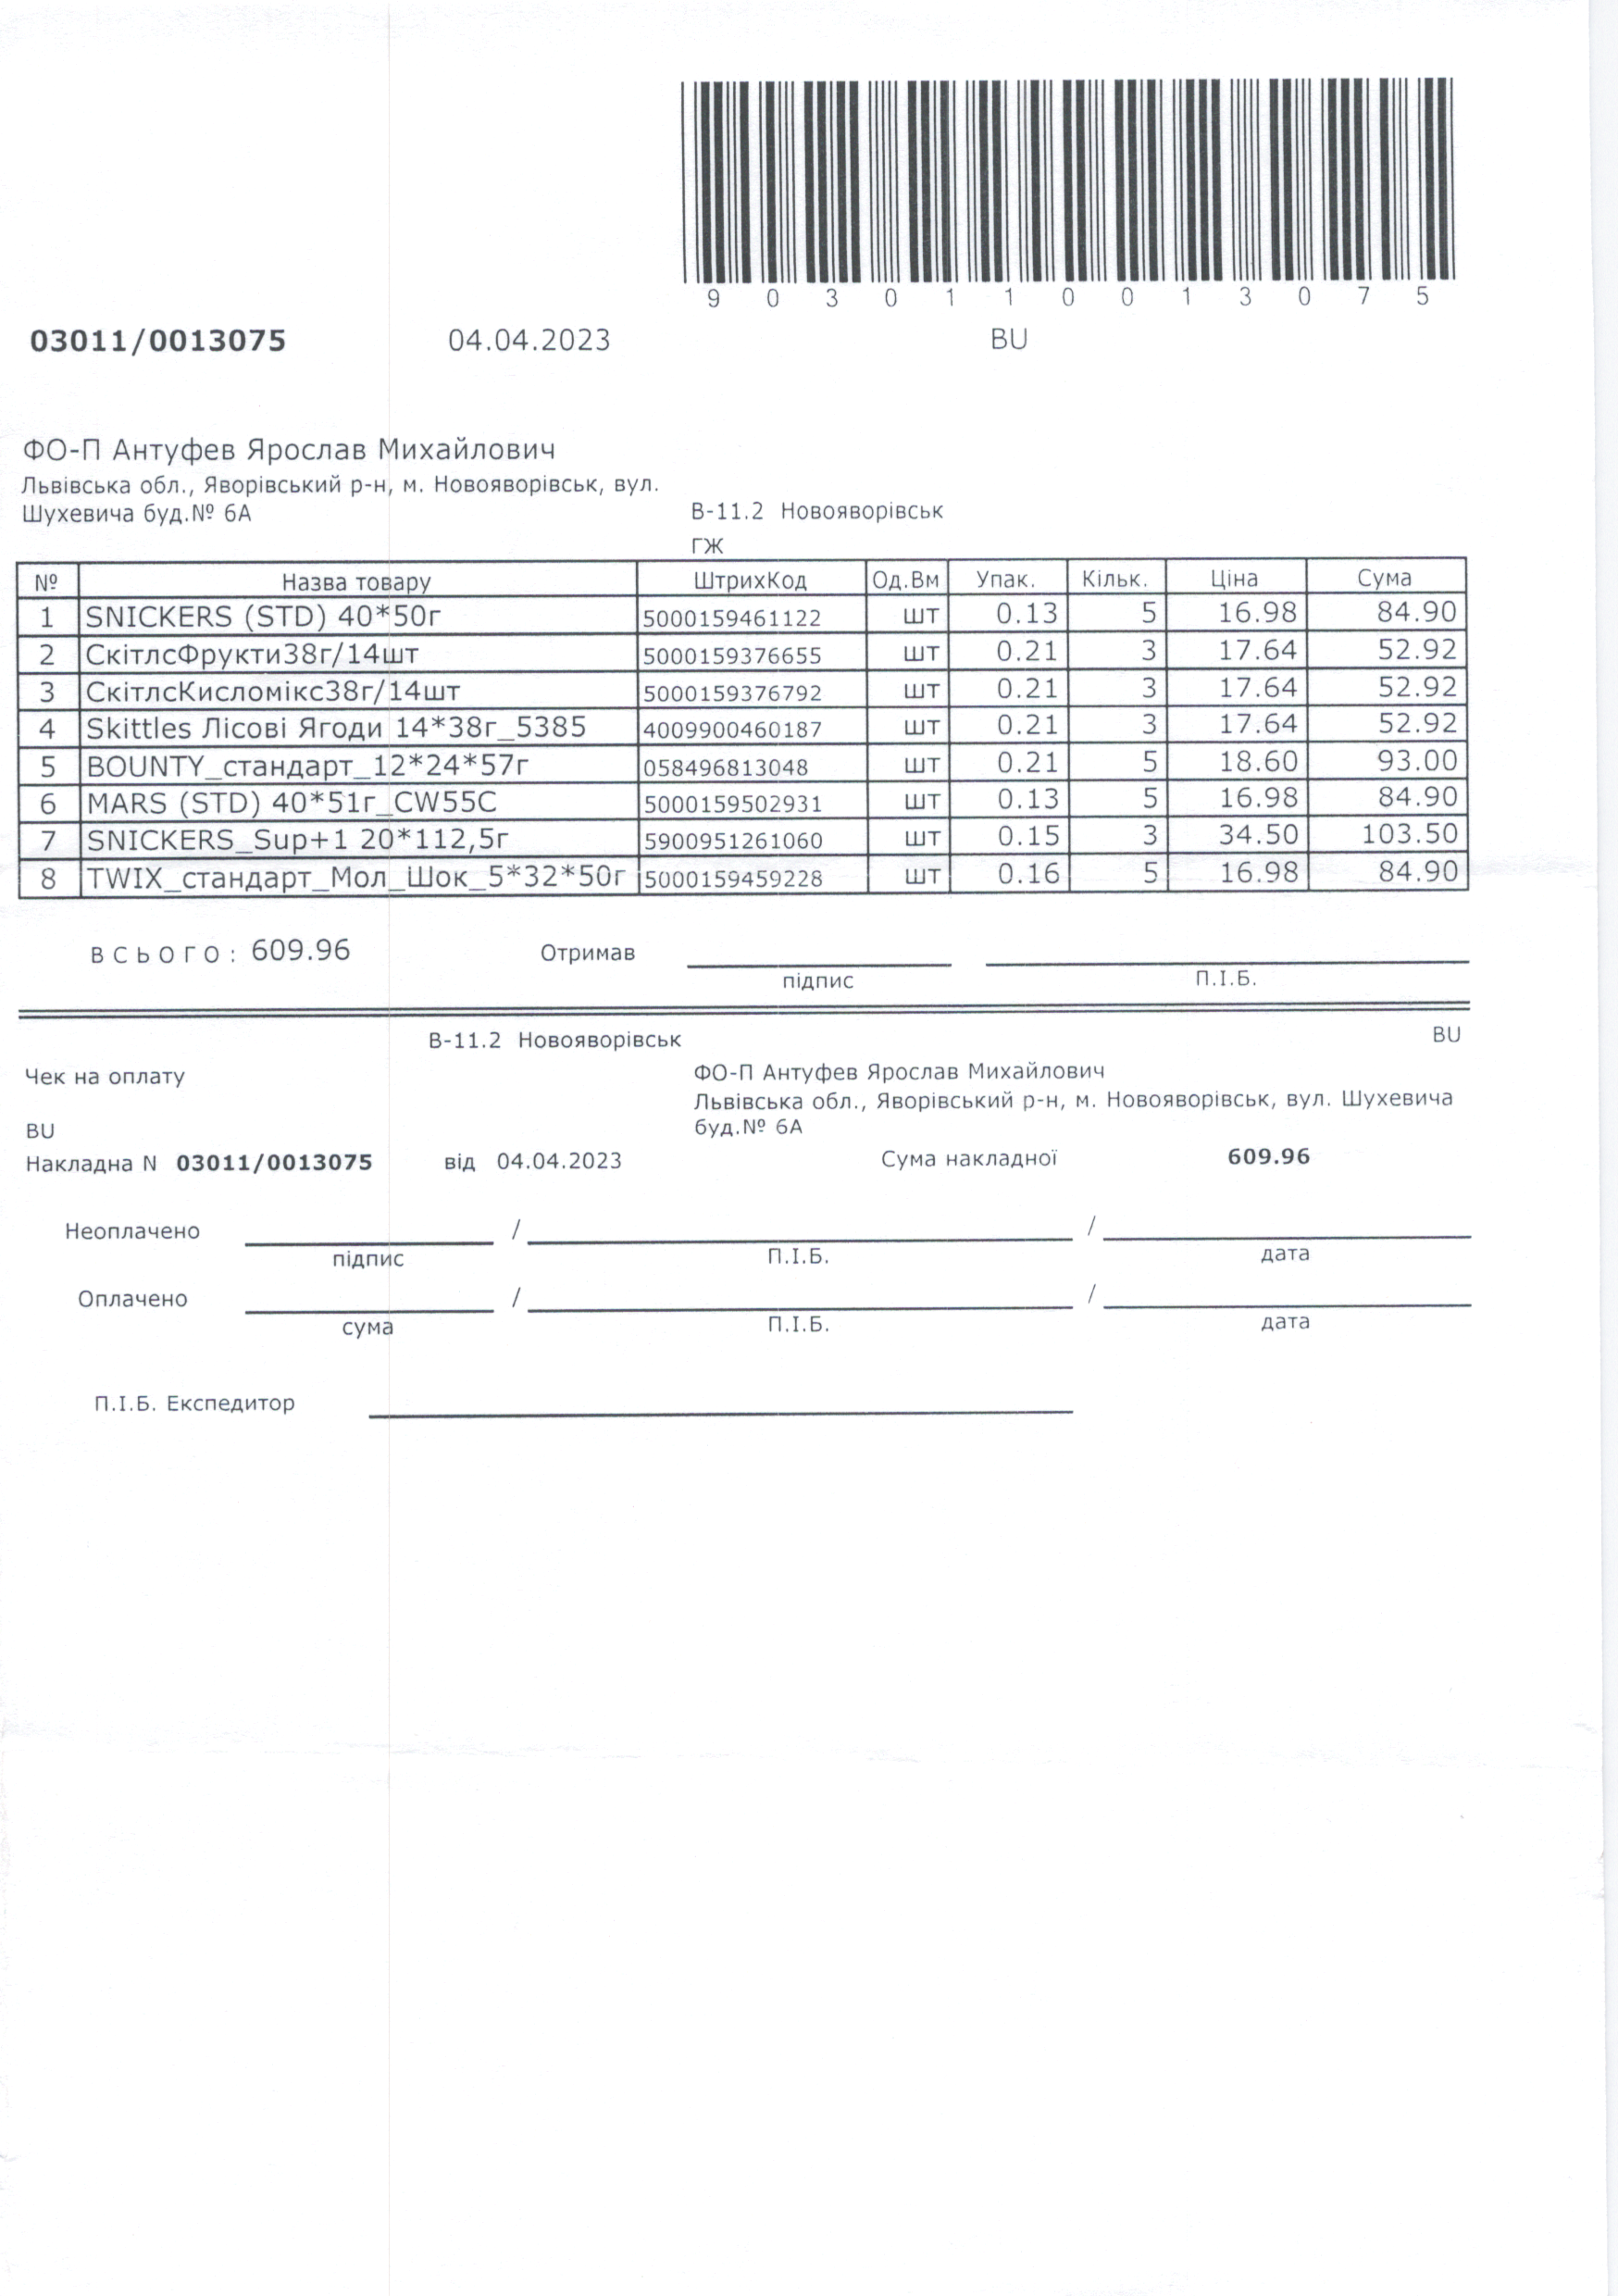 9 0 3 0 1 1 0 0 1 3 0 7 5
03011/0013075 04.04.2023 BU
ФО-П Антуфев Ярослав Михайлович
Львівська обл., Яворівський р-н, м. Новояворівськ, вул.
Шухевича буд.№ 6А В-11.2 Новояворівськ
ГЖ
№ Назва товару ШтрихКод Од.Вм Упак. Кільк. Ціна Сума
1 SNICKERS (STD) 40*50г 5000159461122 шт 0.13 5 16.98 84.90
2 СкітлсФрукти38г/14шт 5000159376655 шт 0.21 3 17.64 52.92
3 СкітлсКисломікс38г/14шт 5000159376792 шт 0.21 3 17.64 52.92
4 Skittles Лісові Ягоди 14*38г_5385 4009900460187 шт 0.21 3 17.64 52.92
5 BOUNTY_стандарт_12*24*57г 058496813048 шт 0.21 5 18.60 93.00
6 MARS (STD) 40*51г_CW55C 5000159502931 шт 0.13 5 16.98 84.90
7 SNICKERS_Sup+1 20*112,5г 5900951261060 шт 0.15 3 34.50 103.50
8 TWIX_стандарт_Мол_Шок_5*32*50г 5000159459228 шт 0.16 5 16.98 84.90
В С Ь О Г О : 609.96 Отримав
підпис П.І.Б.
В-11.2 Новояворівськ BU
Чек на оплату ФО-П Антуфев Ярослав Михайлович
Львівська обл., Яворівський р-н, м. Новояворівськ, вул. Шухевича
BU буд.№ 6А
Накладна N 03011/0013075 від 04.04.2023 Сума накладної 609.96
Неоплачено / /
підпис П.І.Б. дата
Оплачено / /
сума П.І.Б. дата
П.І.Б. Експедитор